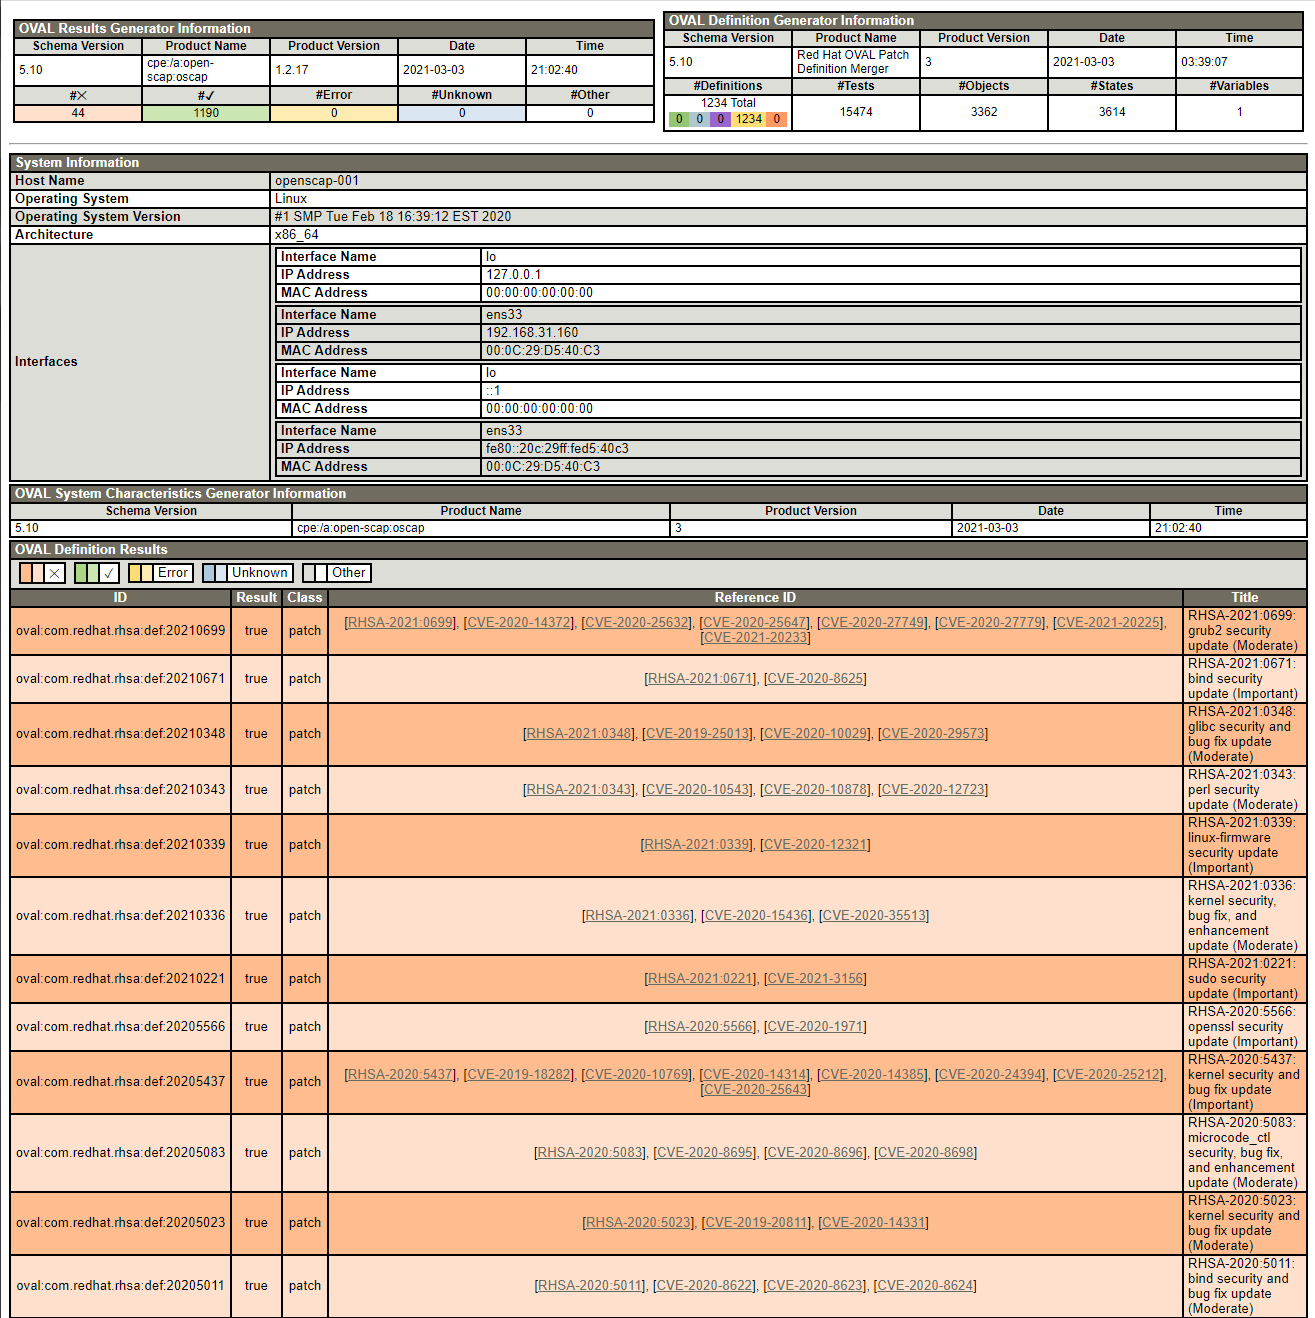 OVAL Results Generator Information
Schema Version Product Name Product Version Date Time
5.10 cpe:/a:open-scap:oscap 1.2.17 2021-03-03 21:02:40
#✕ #✓ #Error #Unknown #Other
44 1190 0 0 0
OVAL Definition Generator Information
Schema Version Product Name Product Version Date Time
5.10 Red Hat OVAL Patch Definition Merger 3 2021-03-03 03:39:07
#Definitions #Tests #Objects #States #Variables
1234 Total 15474 3362 3614 1
0 0 0 1234 0
System Information
Host Name openscap-001
Operating System Linux
Operating System Version #1 SMP Tue Feb 18 16:39:12 EST 2020
Architecture x86_64
Interfaces
Interface Name lo
IP Address 127.0.0.1
MAC Address 00:00:00:00:00:00
Interface Name ens33
IP Address 192.168.31.160
MAC Address 00:0C:29:D5:40:C3
Interface Name lo
IP Address ::1
MAC Address 00:00:00:00:00:00
Interface Name ens33
IP Address fe80::20c:29ff:fed5:40c3
MAC Address 00:0C:29:D5:40:C3
OVAL System Characteristics Generator Information
Schema Version Product Name Product Version Date Time
5.10 cpe:/a:open-scap:oscap 3 2021-03-03 21:02:40
OVAL Definition Results
✕ ✓ Error Unknown Other
ID Result Class Reference ID Title
oval:com.redhat.rhsa:def:20210699 true patch [RHSA-2021:0699], [CVE-2020-14372], [CVE-2020-25632], [CVE-2020-25647], [CVE-2020-27749], [CVE-2020-27779], [CVE-2021-20225], [CVE-2021-20233] RHSA-2021:0699: grub2 security update (Moderate)
oval:com.redhat.rhsa:def:20210671 true patch [RHSA-2021:0671], [CVE-2020-8625] RHSA-2021:0671: bind security update (Important)
oval:com.redhat.rhsa:def:20210348 true patch [RHSA-2021:0348], [CVE-2019-25013], [CVE-2020-10029], [CVE-2020-29573] RHSA-2021:0348: glibc security and bug fix update (Moderate)
oval:com.redhat.rhsa:def:20210343 true patch [RHSA-2021:0343], [CVE-2020-10543], [CVE-2020-10878], [CVE-2020-12723] RHSA-2021:0343: perl security update (Moderate)
oval:com.redhat.rhsa:def:20210339 true patch [RHSA-2021:0339], [CVE-2020-12321] RHSA-2021:0339: linux-firmware security update (Important)
oval:com.redhat.rhsa:def:20210336 true patch [RHSA-2021:0336], [CVE-2020-15436], [CVE-2020-35513] RHSA-2021:0336: kernel security, bug fix, and enhancement update (Moderate)
oval:com.redhat.rhsa:def:20210221 true patch [RHSA-2021:0221], [CVE-2021-3156] RHSA-2021:0221: sudo security update (Important)
oval:com.redhat.rhsa:def:20205566 true patch [RHSA-2020:5566], [CVE-2020-1971] RHSA-2020:5566: openssl security update (Important)
oval:com.redhat.rhsa:def:20205437 true patch [RHSA-2020:5437], [CVE-2019-18282], [CVE-2020-10769], [CVE-2020-14314], [CVE-2020-14385], [CVE-2020-24394], [CVE-2020-25212], [CVE-2020-25643] RHSA-2020:5437: kernel security and bug fix update (Important)
oval:com.redhat.rhsa:def:20205083 true patch [RHSA-2020:5083], [CVE-2020-8695], [CVE-2020-8696], [CVE-2020-8698] RHSA-2020:5083: microcode_ctl security, bug fix, and enhancement update (Moderate)
oval:com.redhat.rhsa:def:20205023 true patch [RHSA-2020:5023], [CVE-2019-20811], [CVE-2020-14331] RHSA-2020:5023: kernel security and bug fix update (Moderate)
oval:com.redhat.rhsa:def:20205011 true patch [RHSA-2020:5011], [CVE-2020-8622], [CVE-2020-8623], [CVE-2020-8624] RHSA-2020:5011: bind security and bug fix update (Moderate)